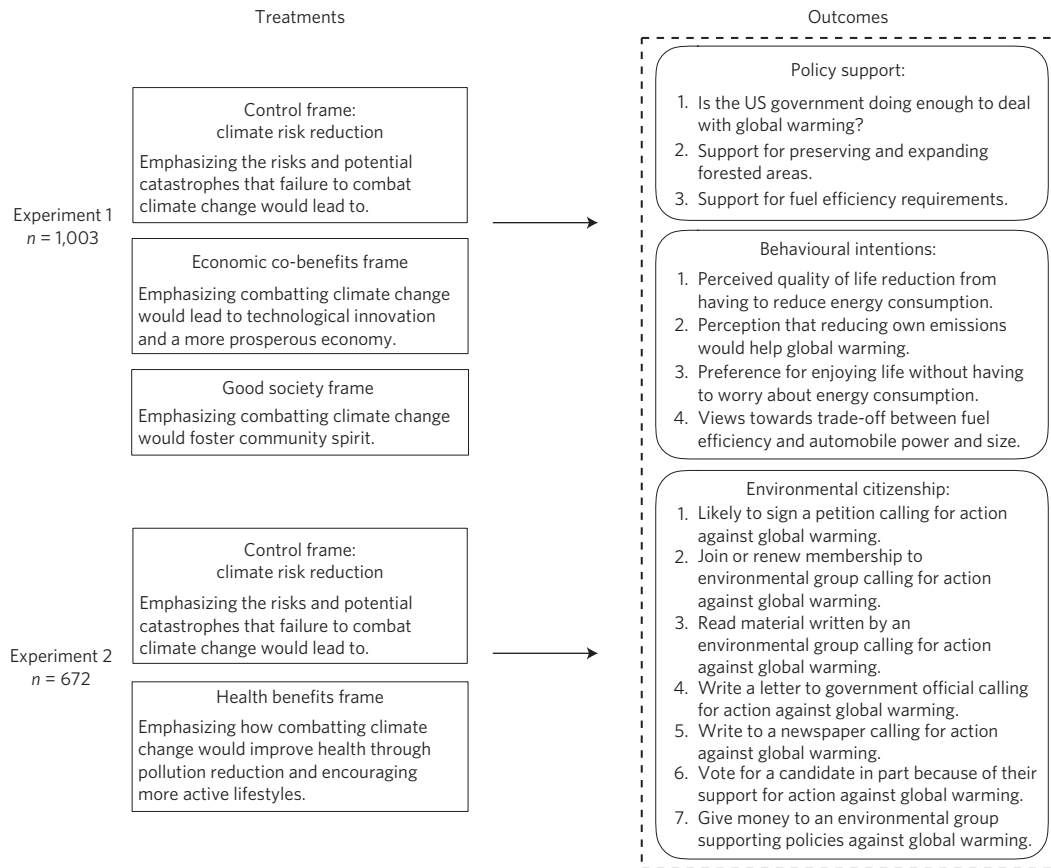 Treatments
Outcomes
Experiment 1
n = 1,003
Control frame:
climate risk reduction
Emphasizing the risks and potential
catastrophes that failure to combat
climate change would lead to.
Economic co-benefits frame
Emphasizing combatting climate change
would lead to technological innovation
and a more prosperous economy.
Good society frame
Emphasizing combatting climate change
would foster community spirit.
Experiment 2
n = 672
Control frame:
climate risk reduction
Emphasizing the risks and potential
catastrophes that failure to combat
climate change would lead to.
Health benefits frame
Emphasizing how combatting climate
change would improve health through
pollution reduction and encouraging
more active lifestyles.
Policy support:
1. Is the US government doing enough to deal
with global warming?
2. Support for preserving and expanding
forested areas.
3. Support for fuel efficiency requirements.
Behavioural intentions:
1. Perceived quality of life reduction from
having to reduce energy consumption.
2. Perception that reducing own emissions
would help global warming.
3. Preference for enjoying life without having
to worry about energy consumption.
4. Views towards trade-off between fuel
efficiency and automobile power and size.
Environmental citizenship:
1. Likely to sign a petition calling for action
against global warming.
2. Join or renew membership to
environmental group calling for action
against global warming.
3. Read material written by an
environmental group calling for action
against global warming.
4. Write a letter to government official calling
for action against global warming.
5. Write to a newspaper calling for action
against global warming.
6. Vote for a candidate in part because of their
support for action against global warming.
7. Give money to an environmental group
supporting policies against global warming.